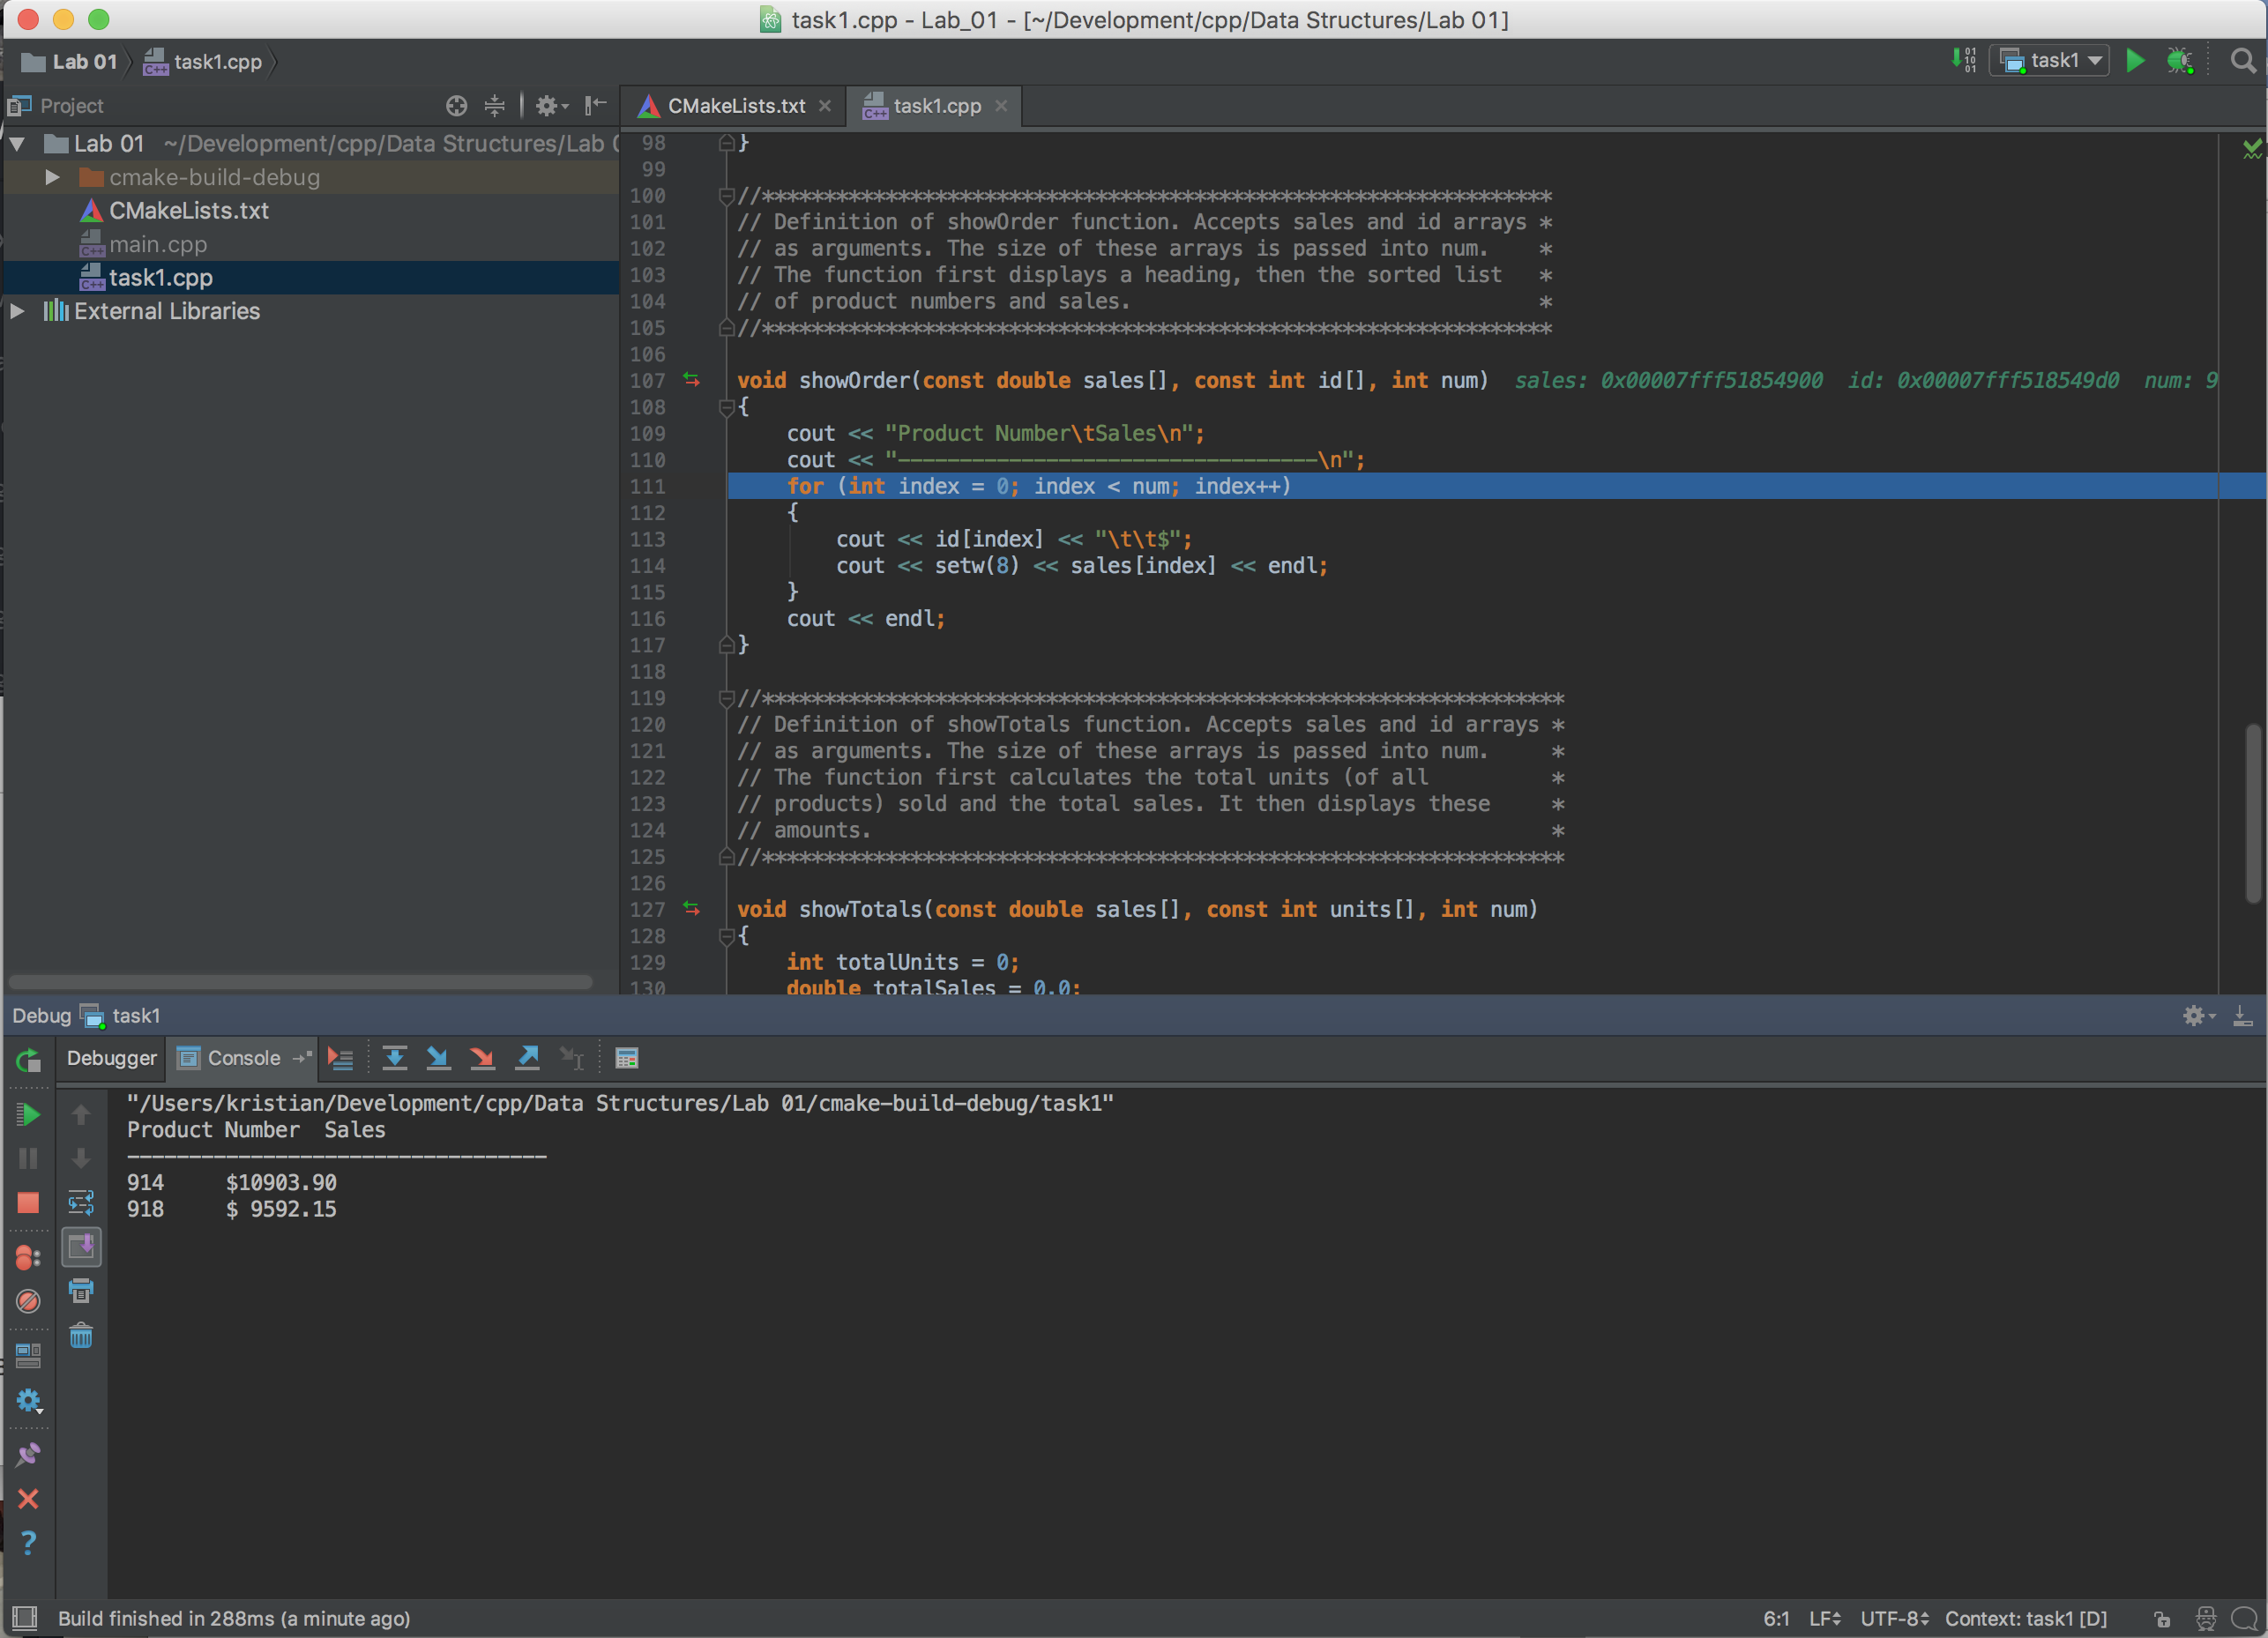 task1.cpp - Lab_01 - [~/Development/cpp/Data Structures/Lab 01]
Lab 01 task1.cpp
task1
Project
CMakeLists.txt
task1.cpp
Lab 01 ~/Development/cpp/Data Structures/Lab
cmake-build-debug
CMakeLists.txt
main.cpp
task1.cpp
External Libraries
98 }
99
100 //****************************************************************
101 // Definition of showOrder function. Accepts sales and id arrays *
102 // as arguments. The size of these arrays is passed into num.    *
103 // The function first displays a heading, then the sorted list   *
104 // of product numbers and sales.                                 *
105 //****************************************************************
106
107 void showOrder(const double sales[], const int id[], int num) sales: 0x00007fff51854900 id: 0x00007fff518549d0 num: 9
108 {
109     cout << "Product Number\tSales\n";
110     cout << "----------------------------------\n";
111     for (int index = 0; index < num; index++)
112     {
113         cout << id[index] << "\t\t$";
114         cout << setw(8) << sales[index] << endl;
115     }
116     cout << endl;
117 }
118
119 //*****************************************************************
120 // Definition of showTotals function. Accepts sales and id arrays *
121 // as arguments. The size of these arrays is passed into num.     *
122 // The function first calculates the total units (of all          *
123 // products) sold and the total sales. It then displays these     *
124 // amounts.                                                       *
125 //*****************************************************************
126
127 void showTotals(const double sales[], const int units[], int num)
128 {
129     int totalUnits = 0;
130     double totalSales = 0.0;
Debug task1
Debugger Console
"/Users/kristian/Development/cpp/Data Structures/Lab 01/cmake-build-debug/task1"
Product Number  Sales
----------------------------------
914     $10903.90
918     $ 9592.15
Build finished in 288ms (a minute ago)
6:1 LF UTF-8 Context: task1 [D]